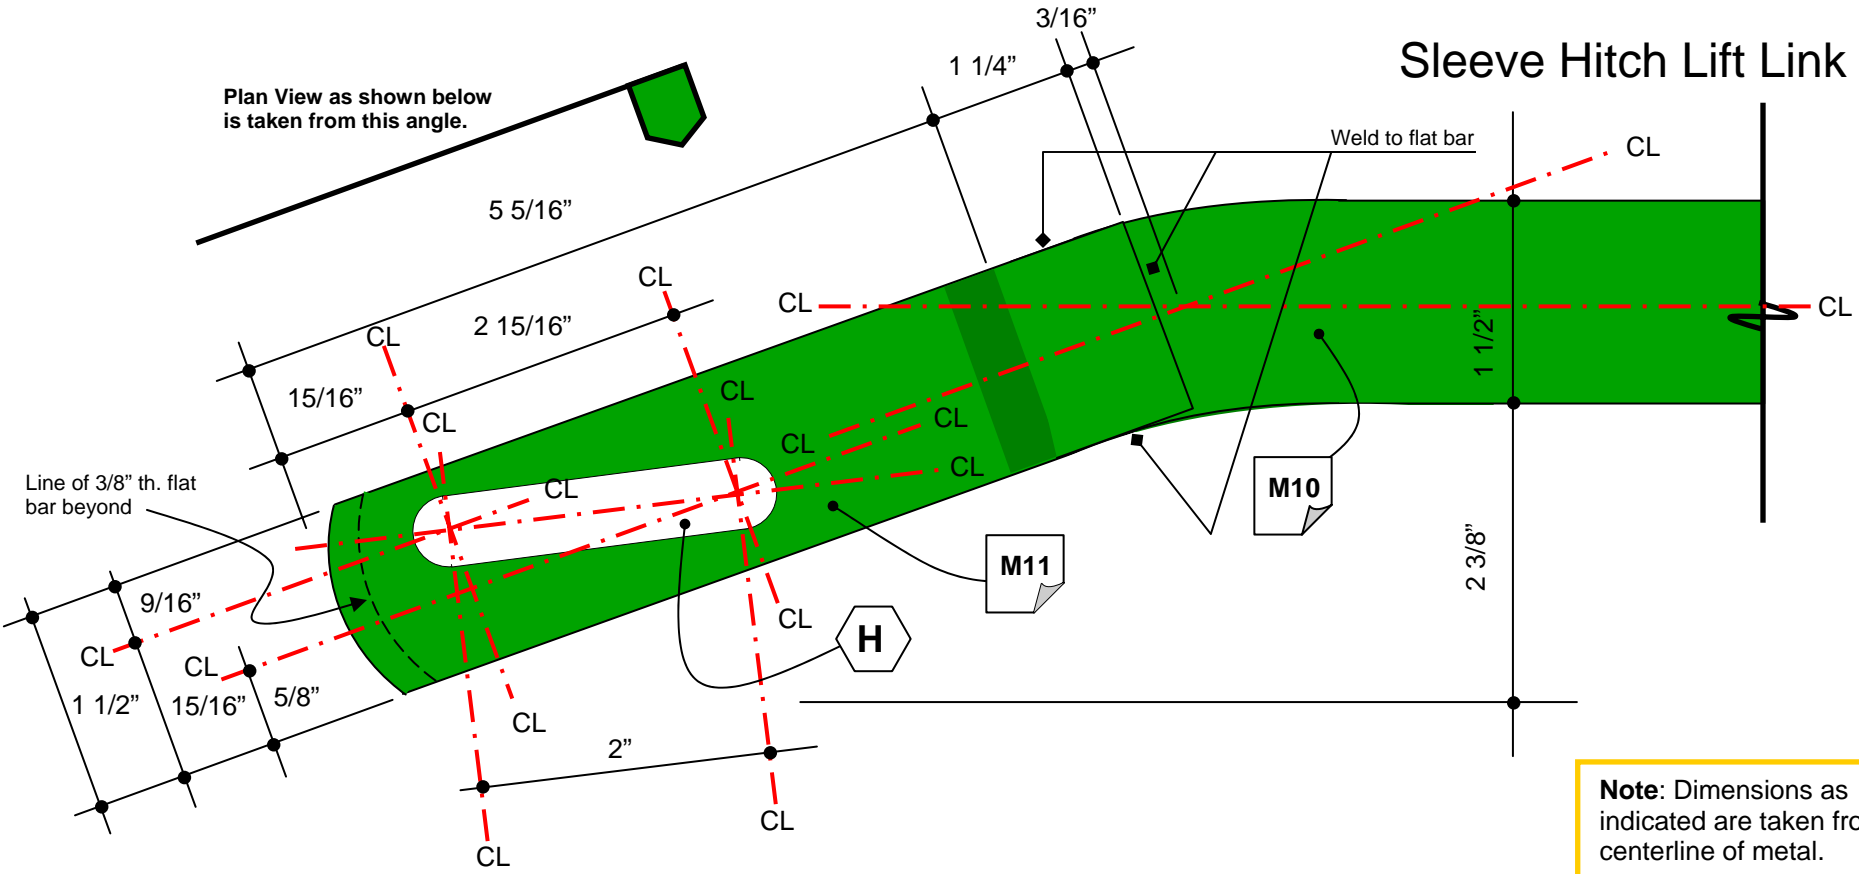 3/16”
Sleeve Hitch Lift Link
1 1/4”
Plan View as shown below
is taken from this angle.
Weld to flat bar
CL
5 5/16”
CL
CL
CL
2 15/16”
CL
1 1/2”
15/16”
CL
CL
CL
CL
CL
Line of 3/8” th. flat
bar beyond
CL
M10
2 3/8”
M11
9/16”
CL
H
CL
CL
1 1/2”
15/16”
5/8”
CL
2”
CL
CL
Note: Dimensions as
indicated are taken fro
centerline of metal.